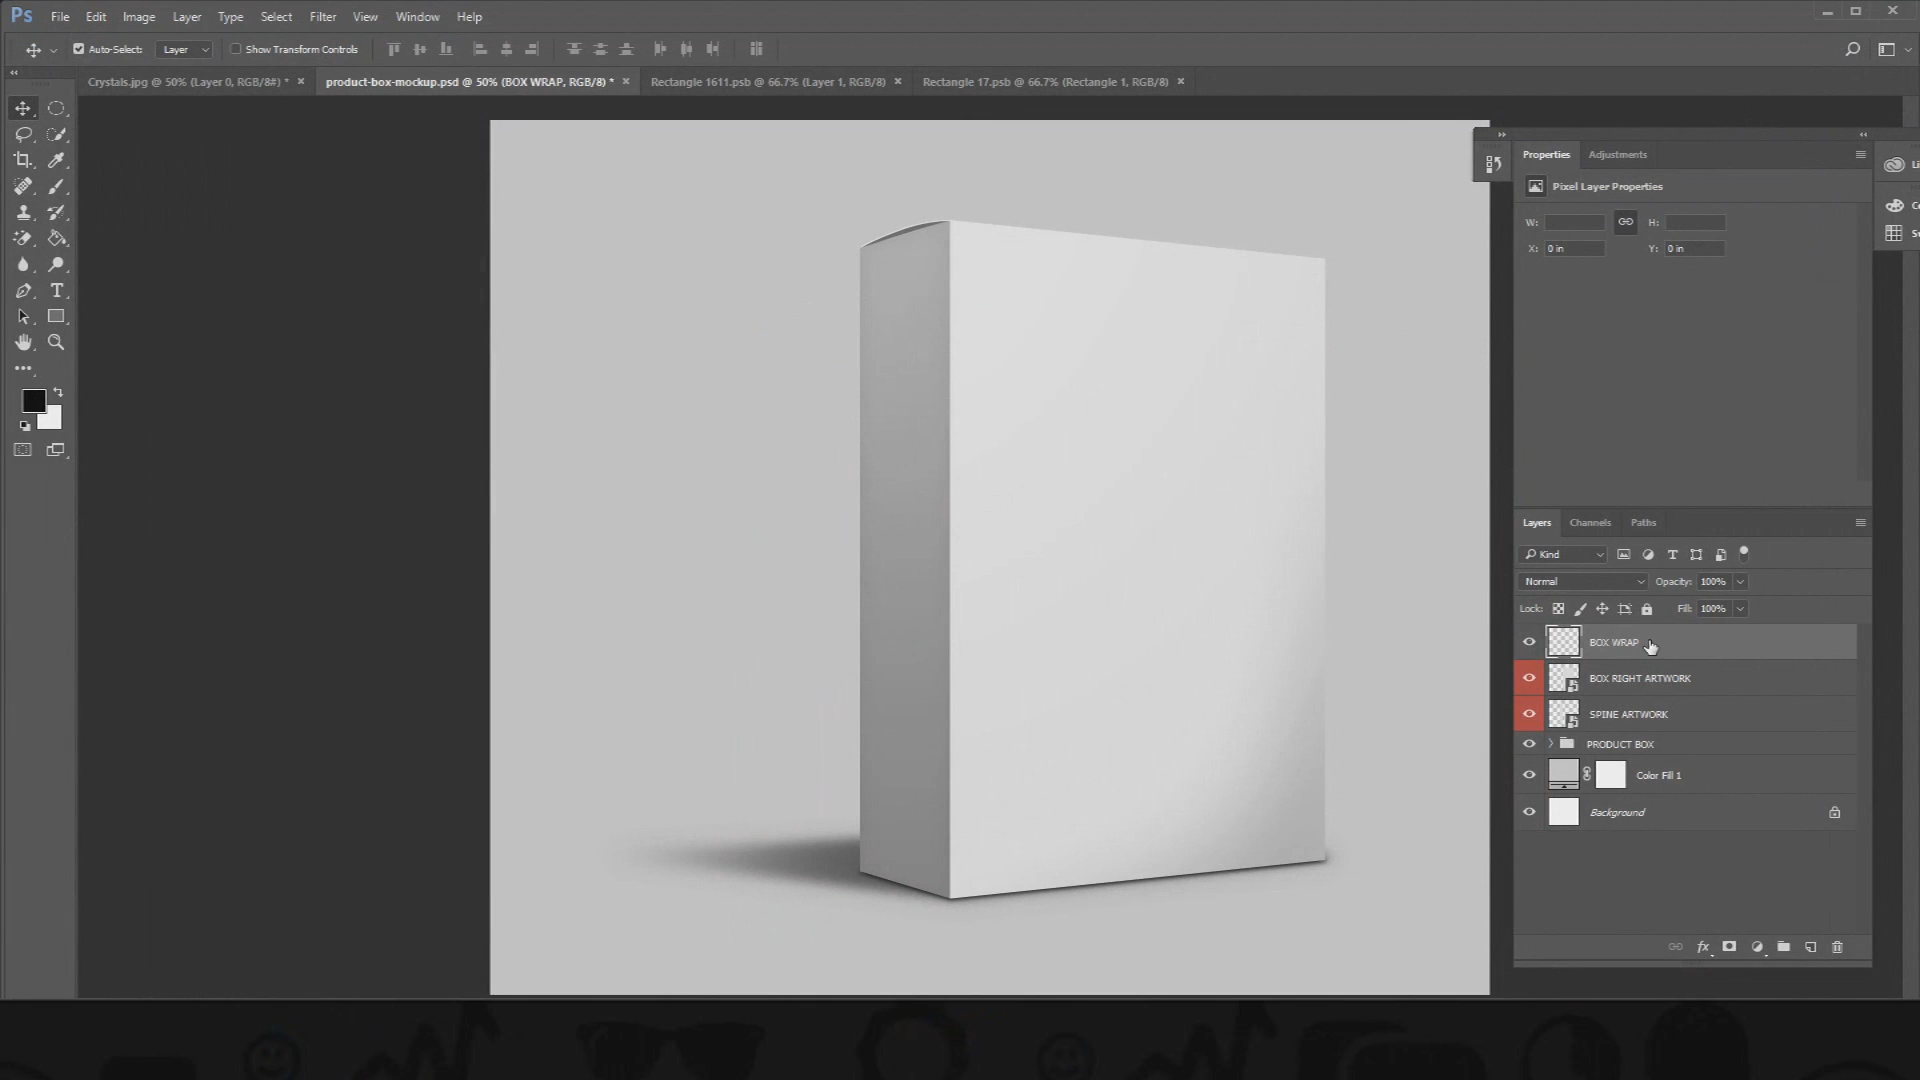 Ps File Edit Image Layer Type Select Filter View Window Help
Auto-Select: Layer Show Transform Controls
Crystals.jpg @ 50% (Layer 0, RGB/8#) * product-box-mockup.psd @ 50% (BOX WRAP, RGB/8) * Rectangle 1611.psb @ 66.7% (Layer 1, RGB/8) Rectangle 17.psb @ 66.7% (Rectangle 1, RGB/8)
Properties Adjustments
Pixel Layer Properties
W: H:
X: 0 in Y: 0 in
Layers Channels Paths
Kind
Normal Opacity: 100%
Lock: Fill: 100%
BOX WRAP
BOX RIGHT ARTWORK
SPINE ARTWORK
PRODUCT BOX
Color Fill 1
Background